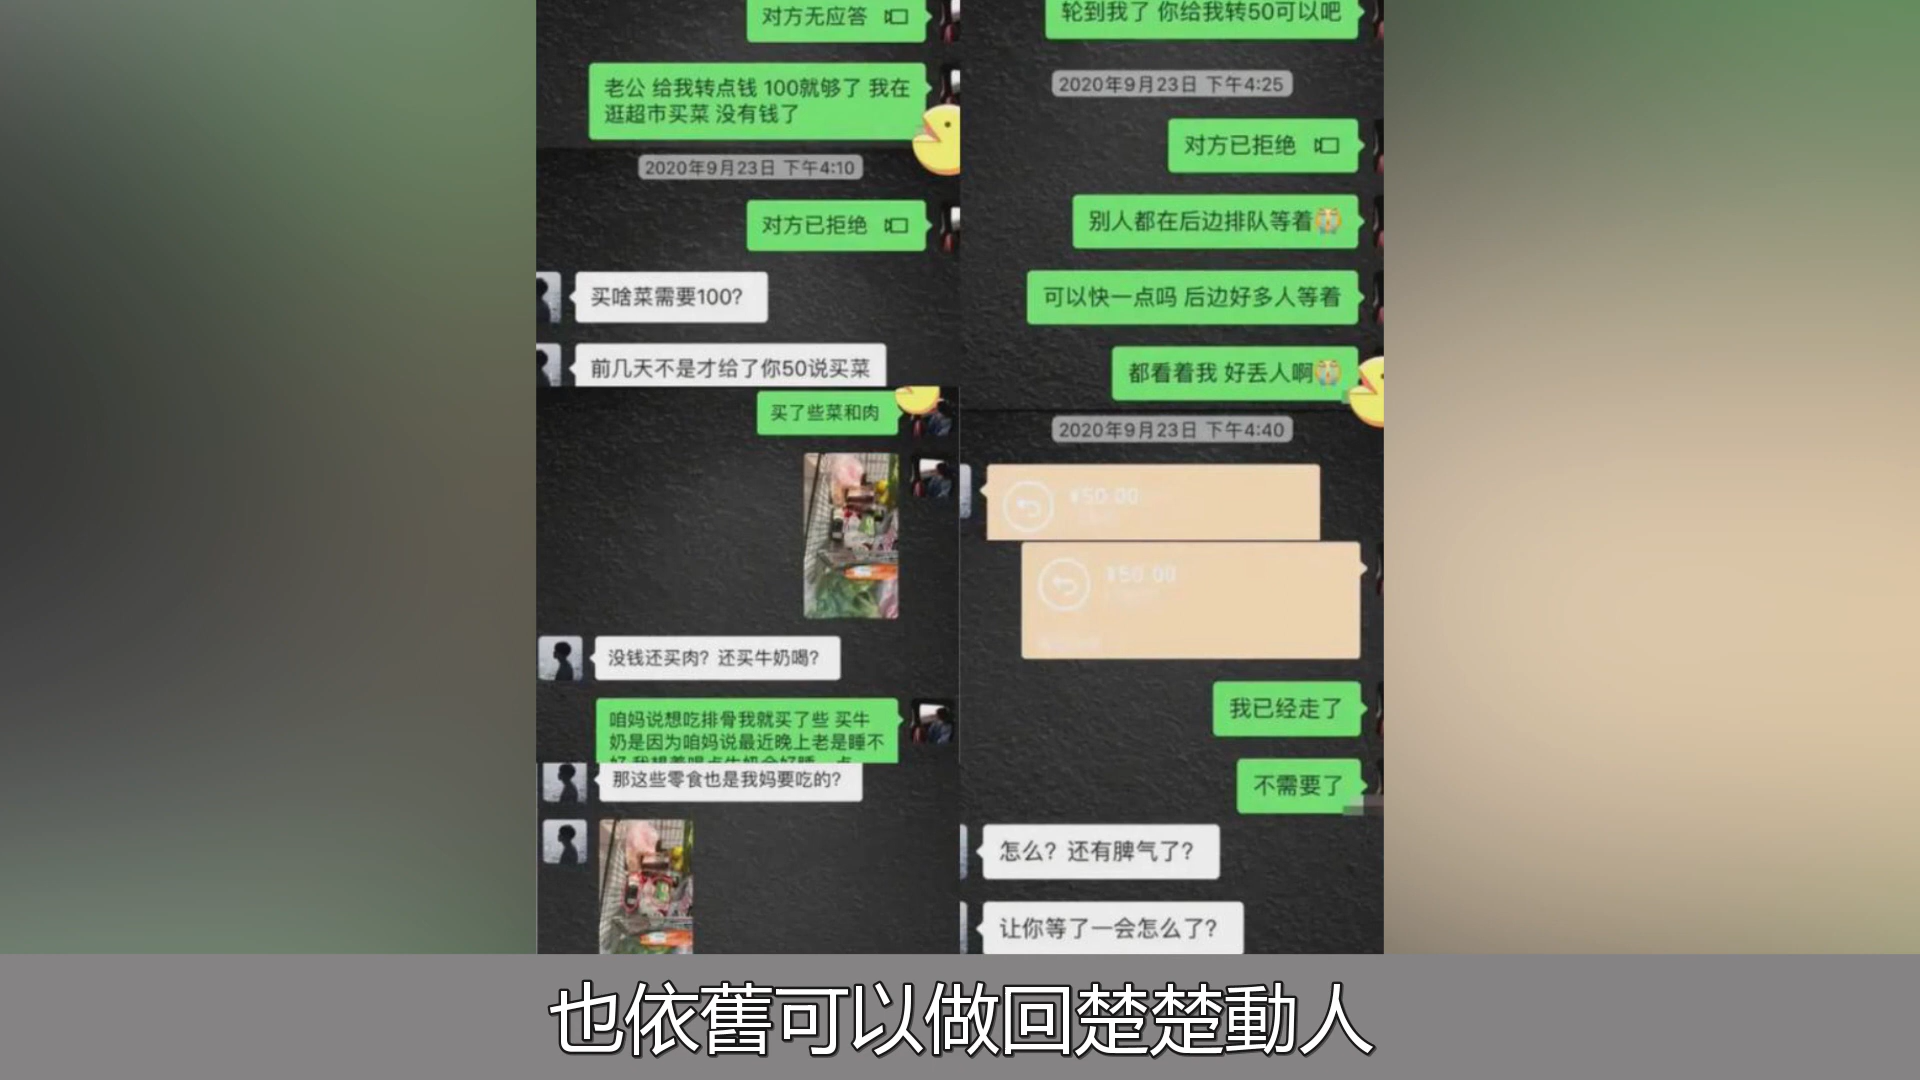 对方无应答
老公 给我转点钱 100就够了 我在
逛超市买菜 没有钱了
2020年9月23日 下午4:10
对方已拒绝
买啥菜需要100?
前几天不是才给了你50说买菜
买了些菜和肉
没钱还买肉? 还买牛奶喝?
咱妈说想吃排骨我就买了些 买牛
奶是因为咱妈说最近晚上老是睡不
那这些零食也是我妈要吃的?
轮到我了 你给我转50可以吧
2020年9月23日 下午4:25
对方已拒绝
别人都在后边排队等着😭
可以快一点吗 后边好多人等着
都看着我 好丢人啊😭
2020年9月23日 下午4:40
¥50.00
¥50.00
我已经走了
不需要了
怎么? 还有脾气了?
让你等了一会怎么了?
也依舊可以做回楚楚動人